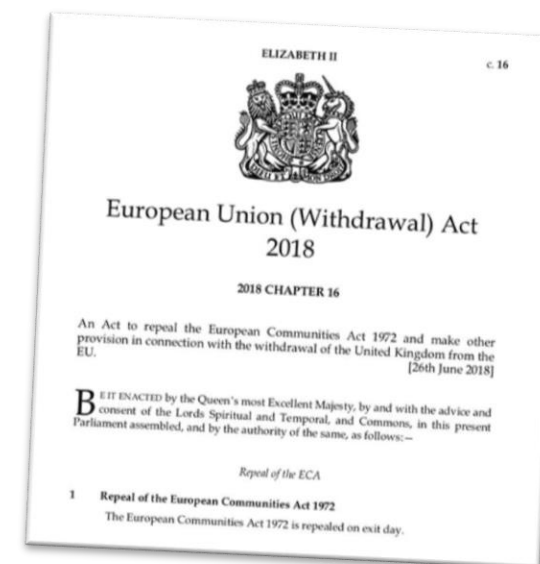 ELIZABETH II
c. 16
European Union (Withdrawal) Act
2018
2018 CHAPTER 16
An Act to repeal the European Communities Act 1972 and make other
provision in connection with the withdrawal of the United Kingdom from the
EU.
[26th June 2018]
BE IT ENACTED by the Queen's most Excellent Majesty, by and with the advice and
consent of the Lords Spiritual and Temporal, and Commons, in this present
Parliament assembled, and by the authority of the same, as follows:—
Repeal of the ECA
1 Repeal of the European Communities Act 1972
The European Communities Act 1972 is repealed on exit day.